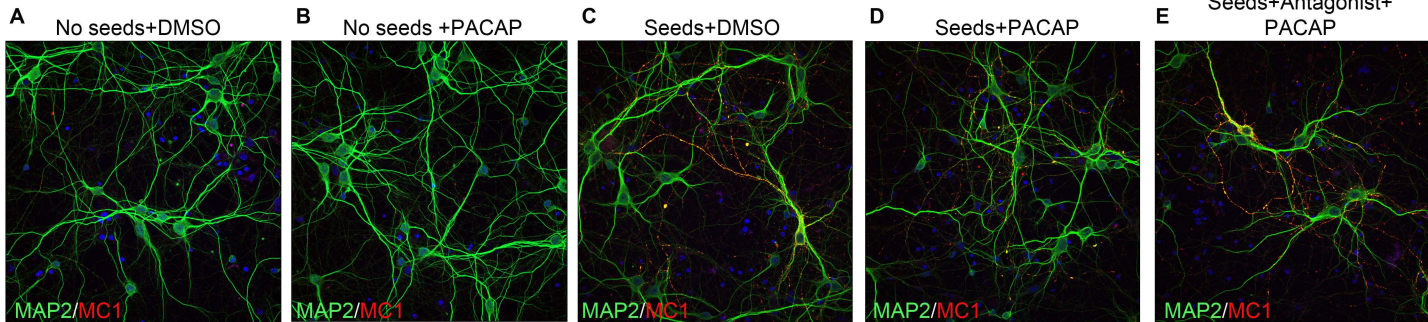 A
No seeds+DMSO
B
No seeds +PACAP
C
Seeds+DMSO
D
Seeds+PACAP
E
Seeds+Antagonist+
PACAP
MAP2/MC1
MAP2/MC1
MAP2/MC1
MAP2/MC1
MAP2/MC1